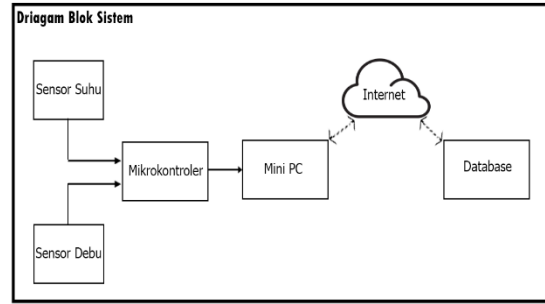 Driagam Blok Sistem
Sensor Suhu
Internet
Mikrokontroler
Mini PC
Database
Sensor Debu